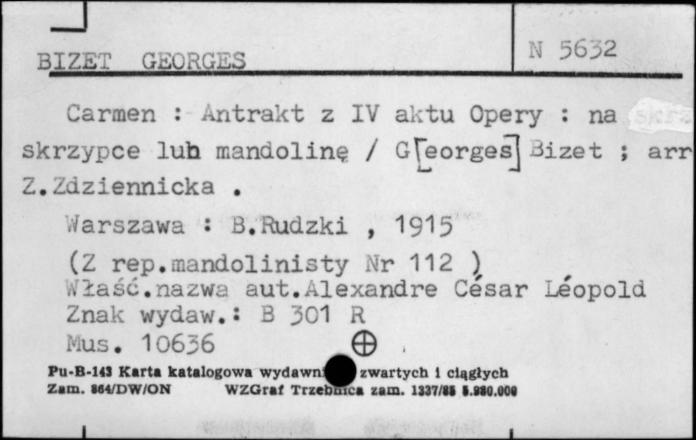 N 5632
BIZET GEORGES
Carmen : Antrakt z IV aktu Opery : na
skrzypce lub mandolinę / G[eorges] Bizet ; arr
Z.Zdziennicka .
Warszawa : B.Rudzki , 1915
(Z rep.mandolinisty Nr 112 )
Właść.nazwa aut.Alexandre César Léopold
Znak wydaw.: B 301 R
Mus. 10636
Pu-B-143 Karta katalogowa zwartych i ciągłych
Zam. 864/DW/ON WZGraf Trzebnica zam. 1337/85 5.980.000